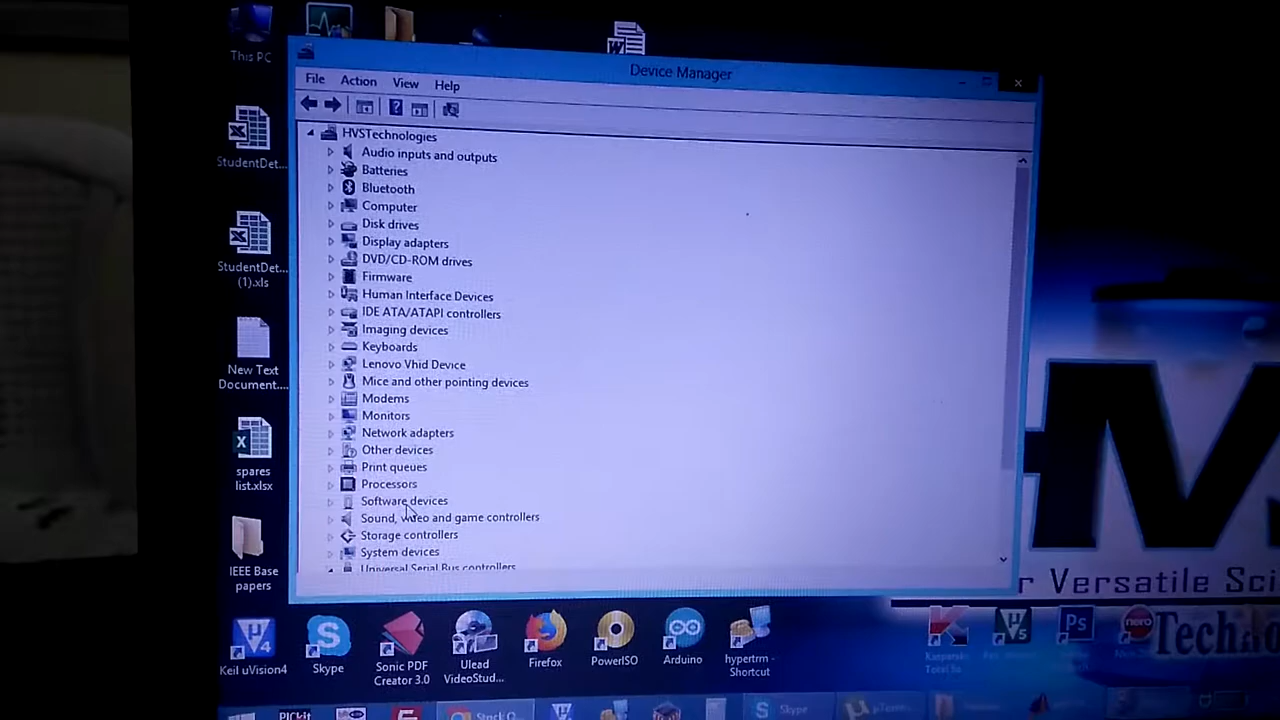 This PC
Device Manager
File Action View Help
HVSTechnologies
Audio inputs and outputs
Batteries
Bluetooth
Computer
Disk drives
Display adapters
DVD/CD-ROM drives
Firmware
Human Interface Devices
IDE ATA/ATAPI controllers
Imaging devices
Keyboards
Lenovo Vhid Device
Mice and other pointing devices
Modems
Monitors
Network adapters
Other devices
Print queues
Processors
Software devices
Sound, video and game controllers
Storage controllers
System devices
Universal Serial Bus controllers
StudentDet...
StudentDet...
(1).xls
New Text
Document....
spares
list.xlsx
IEEE Base
papers
Keil uVision4
Skype
Sonic PDF
Creator 3.0
Ulead
VideoStud...
Firefox
PowerISO
Arduino
hypertrm -
Shortcut
r Versatile Sci
Techn
Ps
nero
PICkit
Skype